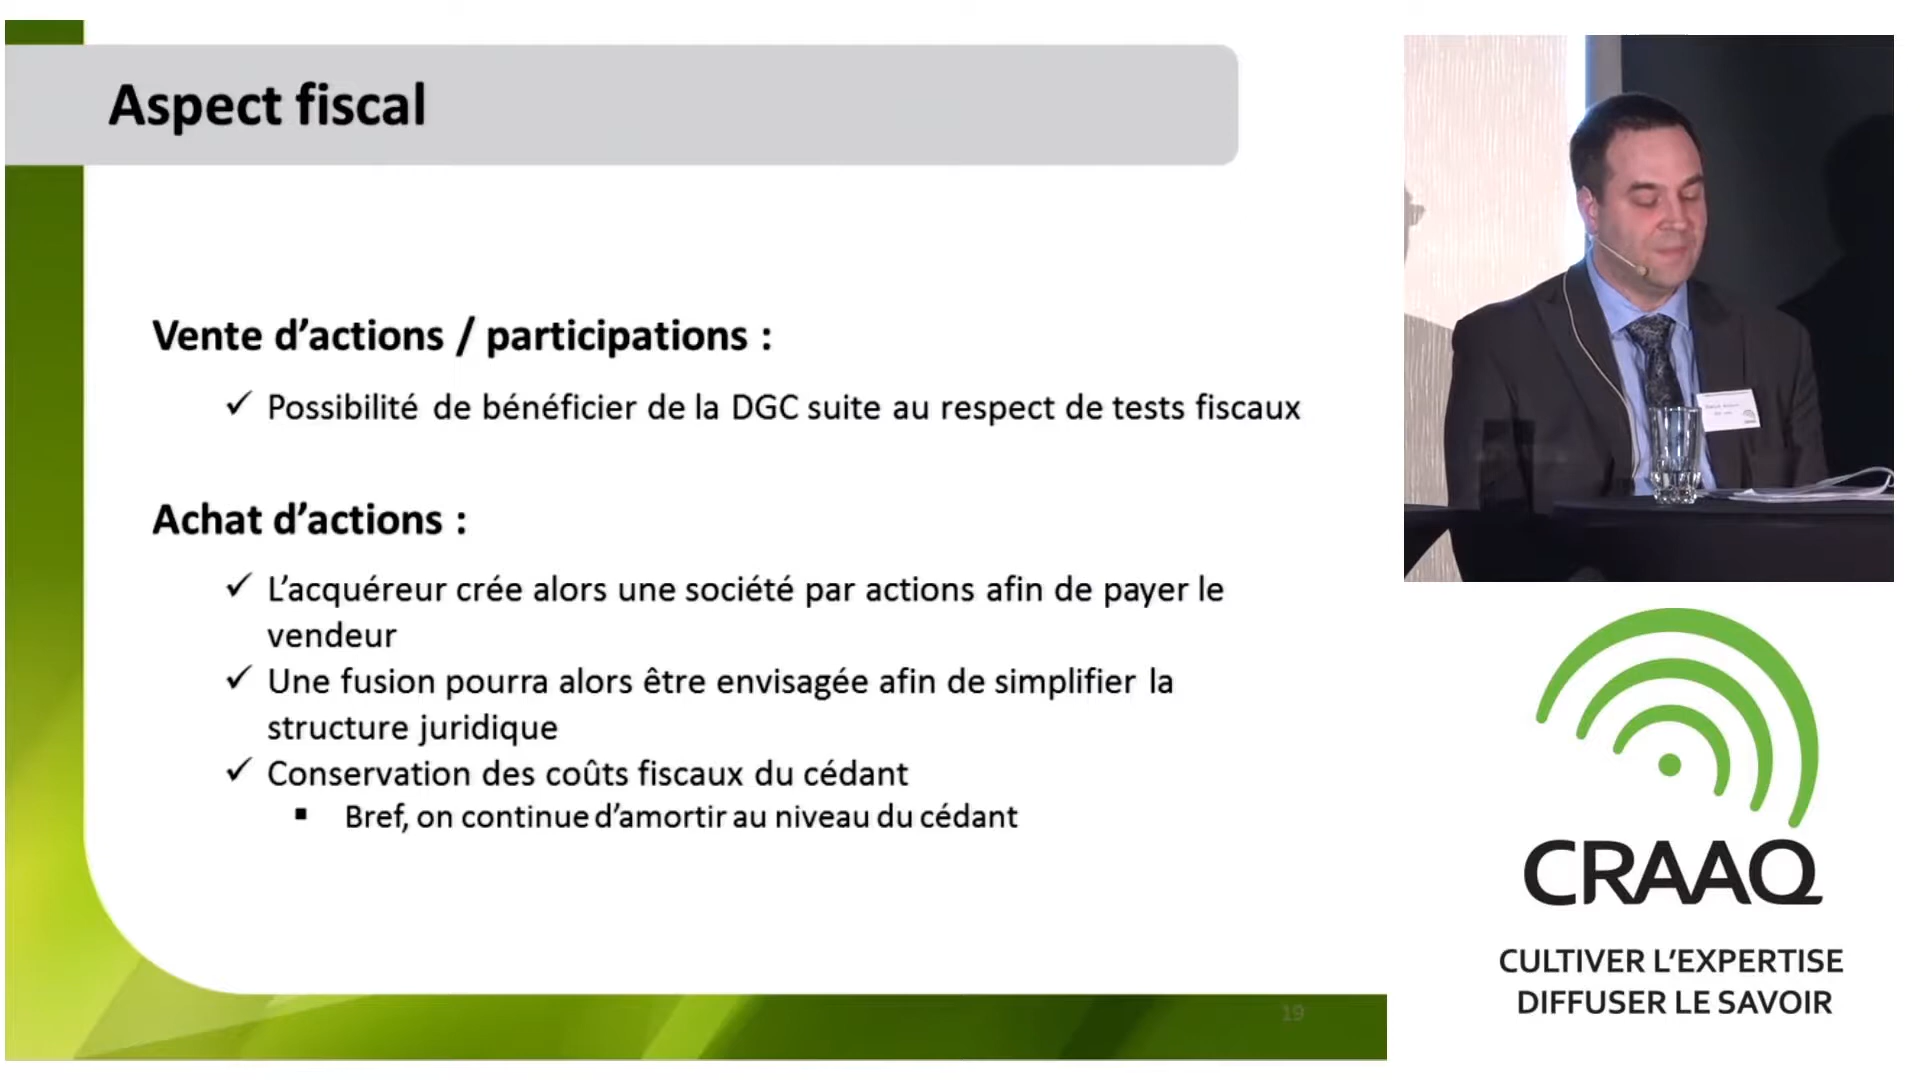 Aspect fiscal
Vente d’actions / participations :
✓ Possibilité de bénéficier de la DGC suite au respect de tests fiscaux
Achat d’actions :
✓ L’acquéreur crée alors une société par actions afin de payer le
vendeur
✓ Une fusion pourra alors être envisagée afin de simplifier la
structure juridique
✓ Conservation des coûts fiscaux du cédant
▪ Bref, on continue d’amortir au niveau du cédant
19
CRAAQ
CULTIVER L’EXPERTISE
DIFFUSER LE SAVOIR